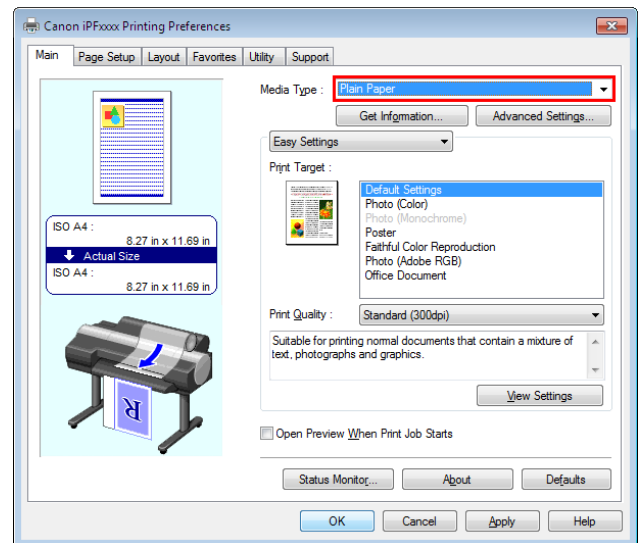 Canon iPFxxxx Printing Preferences
Main Page Setup Layout Favorites Utility Support
Media Type : Plain Paper
Get Information... Advanced Settings...
Easy Settings
Print Target :
Default Settings
Photo (Color)
Photo (Monochrome)
Poster
Faithful Color Reproduction
Photo (Adobe RGB)
Office Document
ISO A4 :
8.27 in x 11.69 in
Actual Size
ISO A4 :
8.27 in x 11.69 in
Print Quality : Standard (300dpi)
Suitable for printing normal documents that contain a mixture of
text, photographs and graphics.
View Settings
R
Open Preview When Print Job Starts
Status Monitor... About Defaults
OK Cancel Apply Help